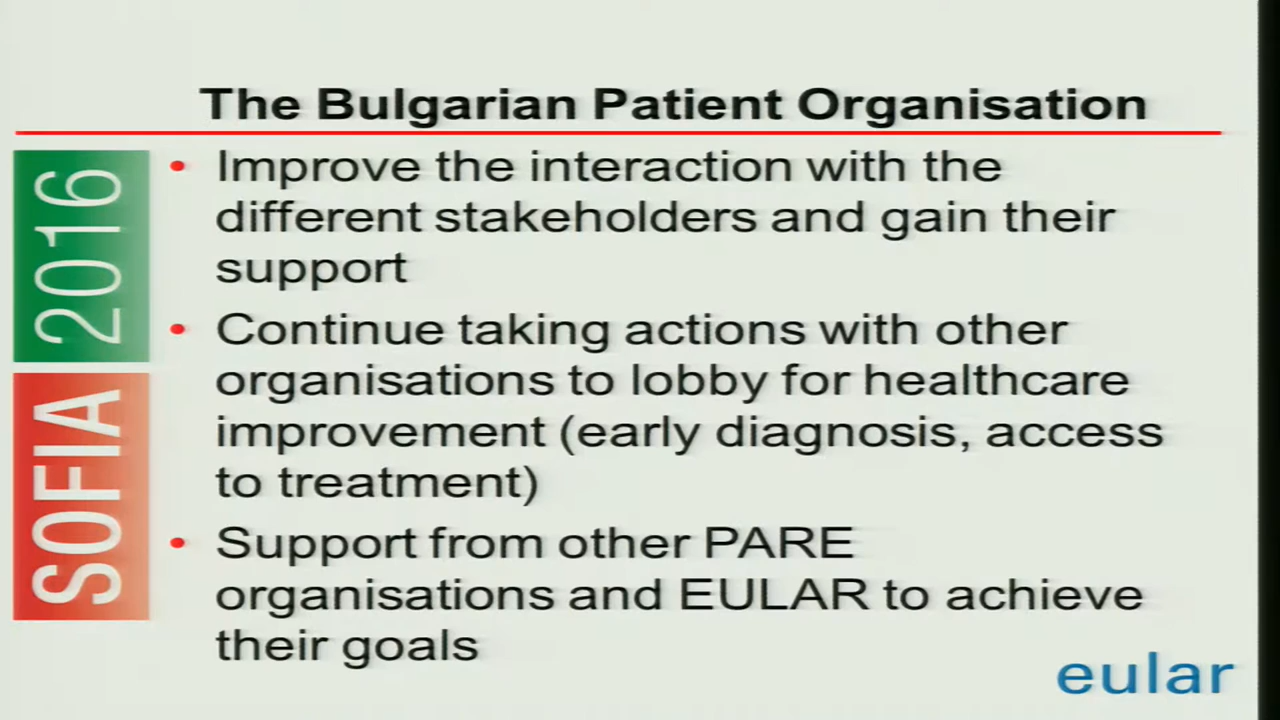 The Bulgarian Patient Organisation
SOFIA 2016
• Improve the interaction with the
different stakeholders and gain their
support
• Continue taking actions with other
organisations to lobby for healthcare
improvement (early diagnosis, access
to treatment)
• Support from other PARE
organisations and EULAR to achieve
their goals
eular